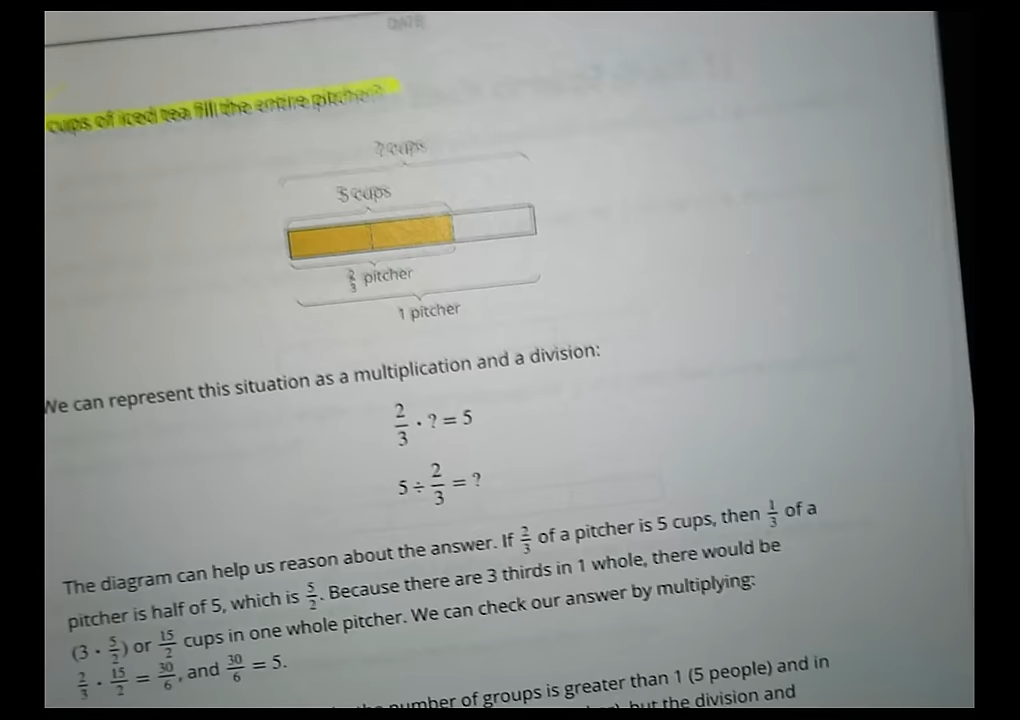 cups of iced tea fill the entire pitcher?
? cups
5 cups
2/3 pitcher
1 pitcher
We can represent this situation as a multiplication and a division:
2/3 · ? = 5
5 ÷ 2/3 = ?
The diagram can help us reason about the answer. If 2/3 of a pitcher is 5 cups, then 1/3 of a
pitcher is half of 5, which is 5/2. Because there are 3 thirds in 1 whole, there would be
(3 · 5/2) or 15/2 cups in one whole pitcher. We can check our answer by multiplying:
2/3 · 15/2 = 30/6, and 30/6 = 5.
number of groups is greater than 1 (5 people) and in
but the division and